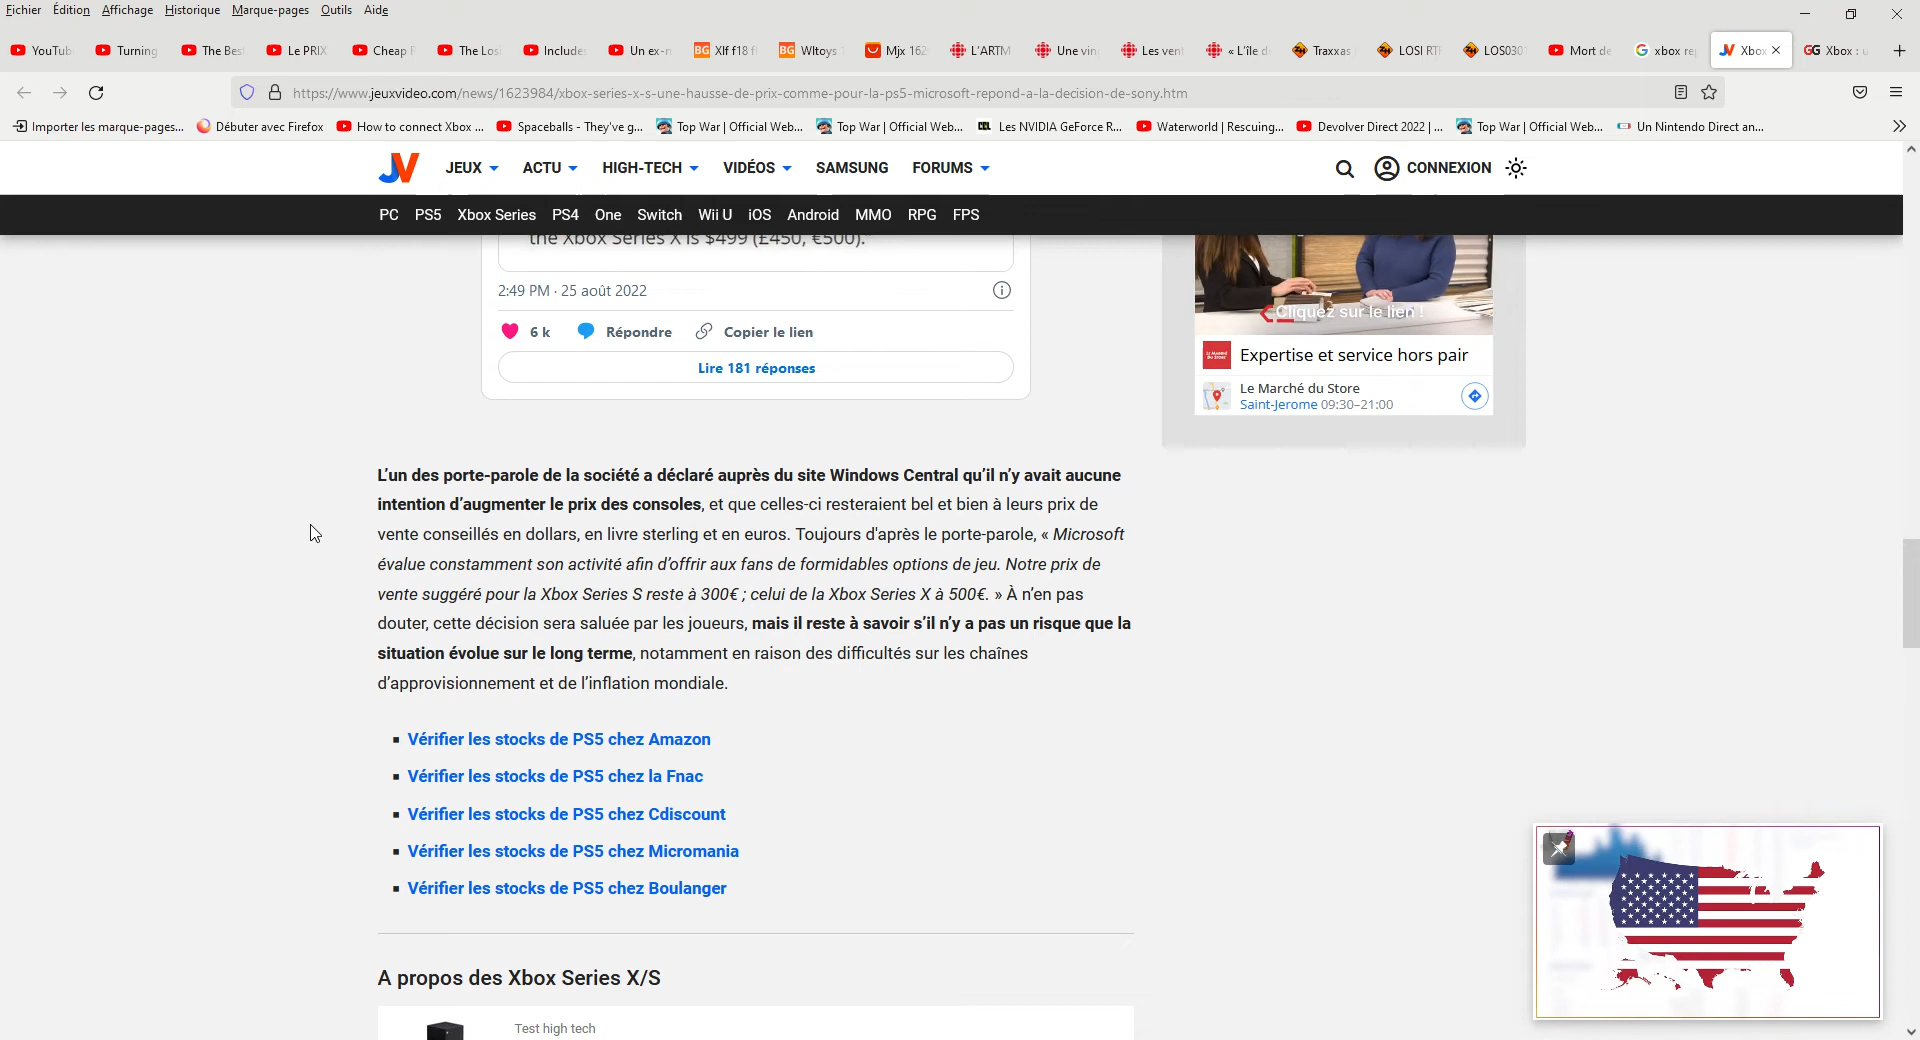 Fichier Édition Affichage Historique Marque-pages Outils Aide
YouTub Turning The Bes Le PRIX Cheap F The Los Include Un ex-n Xlf f18 f Wltoys 1 Mjx 162 L'ARTM Une vin Les ven « L'île d Traxxas LOSI RT LOS030 Mort de xbox rep Xbox GG Xbox : u
https://www.jeuxvideo.com/news/1623984/xbox-series-x-s-une-hausse-de-prix-comme-pour-la-ps5-microsoft-repond-a-la-decision-de-sony.htm
Importer les marque-pages... Débuter avec Firefox How to connect Xbox ... Spaceballs - They've g... Top War | Official Web... Top War | Official Web... Les NVIDIA GeForce R... Waterworld | Rescuing... Devolver Direct 2022 | ... Top War | Official Web... Un Nintendo Direct an...
JV JEUX ACTU HIGH-TECH VIDÉOS SAMSUNG FORUMS CONNEXION
PC PS5 Xbox Series PS4 One Switch Wii U iOS Android MMO RPG FPS
the Xbox Series X is $499 (£450, €500)."
2:49 PM · 25 août 2022
6 k Répondre Copier le lien
Lire 181 réponses
Cliquez sur le lien !
Expertise et service hors pair
Le Marché du Store
Saint-Jerome 09:30–21:00
L'un des porte-parole de la société a déclaré auprès du site Windows Central qu'il n'y avait aucune
intention d'augmenter le prix des consoles, et que celles-ci resteraient bel et bien à leurs prix de
vente conseillés en dollars, en livre sterling et en euros. Toujours d'après le porte-parole, « Microsoft
évalue constamment son activité afin d'offrir aux fans de formidables options de jeu. Notre prix de
vente suggéré pour la Xbox Series S reste à 300€ ; celui de la Xbox Series X à 500€. » À n'en pas
douter, cette décision sera saluée par les joueurs, mais il reste à savoir s'il n'y a pas un risque que la
situation évolue sur le long terme, notamment en raison des difficultés sur les chaînes
d'approvisionnement et de l'inflation mondiale.
Vérifier les stocks de PS5 chez Amazon
Vérifier les stocks de PS5 chez la Fnac
Vérifier les stocks de PS5 chez Cdiscount
Vérifier les stocks de PS5 chez Micromania
Vérifier les stocks de PS5 chez Boulanger
A propos des Xbox Series X/S
Test high tech